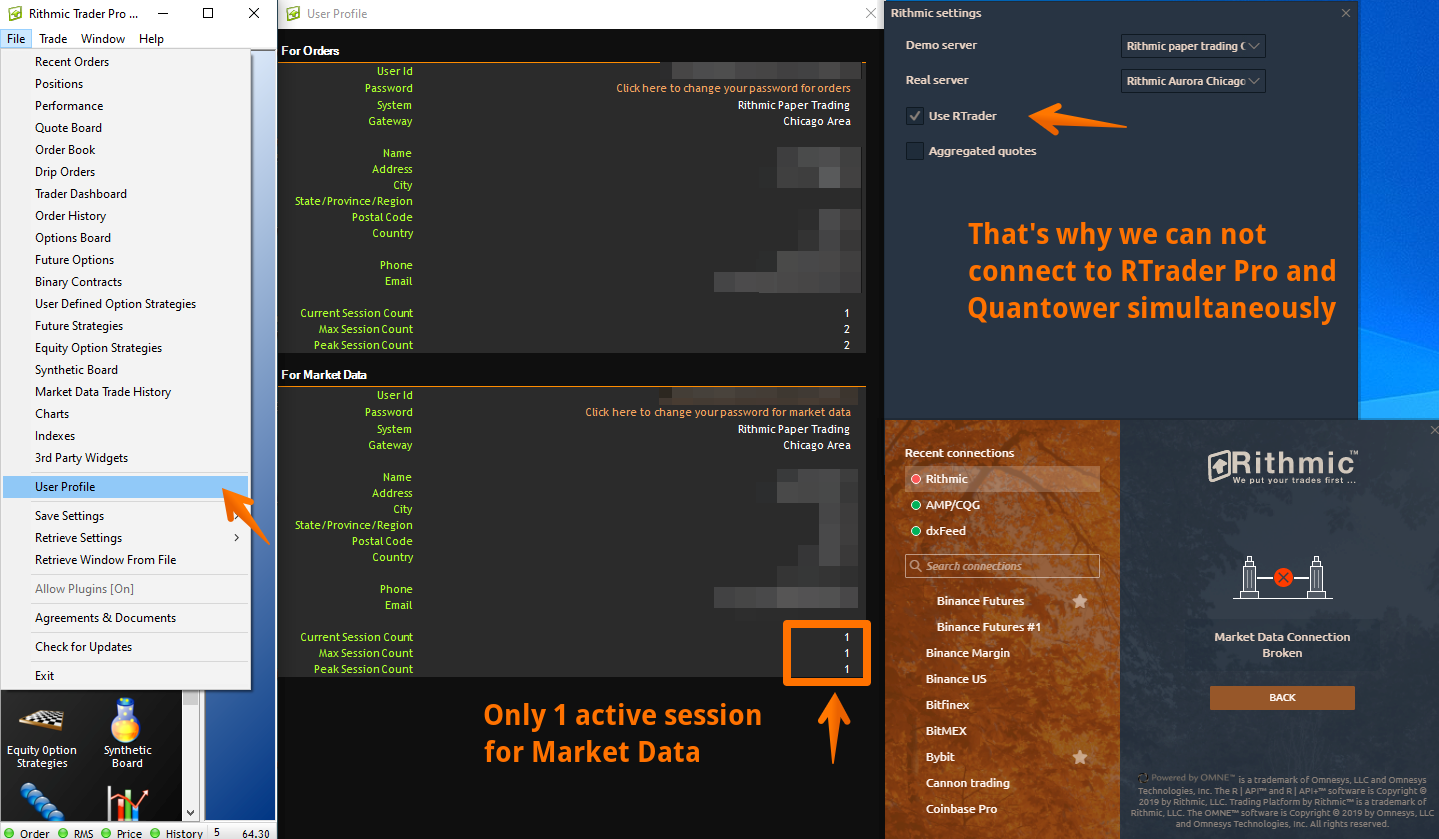 Rithmic Trader Pro ...
File Trade Window Help
Recent Orders
Positions
Performance
Quote Board
Order Book
Drip Orders
Trader Dashboard
Order History
Options Board
Future Options
Binary Contracts
User Defined Option Strategies
Future Strategies
Equity Option Strategies
Synthetic Board
Market Data Trade History
Charts
Indexes
3rd Party Widgets
User Profile
Save Settings
Retrieve Settings
Retrieve Window From File
Allow Plugins [On]
Agreements & Documents
Check for Updates
Exit
Equity Option
Strategies
Synthetic
Board
Order RMS Price History 5 64.30
User Profile
For Orders
User Id
Password Click here to change your password for orders
System Rithmic Paper Trading
Gateway Chicago Area
Name
Address
City
State/Province/Region
Postal Code
Country
Phone
Email
Current Session Count 1
Max Session Count 2
Peak Session Count 2
For Market Data
User Id
Password Click here to change your password for market data
System Rithmic Paper Trading
Gateway Chicago Area
Name
Address
City
State/Province/Region
Postal Code
Country
Phone
Email
Current Session Count 1
Max Session Count 1
Peak Session Count 1
Only 1 active session
for Market Data
Rithmic settings
Demo server Rithmic paper trading C
Real server Rithmic Aurora Chicago
Use RTrader
Aggregated quotes
That's why we can not
connect to RTrader Pro and
Quantower simultaneously
Recent connections
Rithmic
AMP/CQG
dxFeed
Search connections
Binance Futures
Binance Futures #1
Binance Margin
Binance US
Bitfinex
BitMEX
Bybit
Cannon trading
Coinbase Pro
Rithmic™
We put your trades first ...
Market Data Connection
Broken
BACK
Powered by OMNE™ is a trademark of Omnesys, LLC and Omnesys
Technologies, Inc. The R | API™ and R | API+™ software is Copyright ©
2019 by Rithmic, LLC. Trading Platform by Rithmic™ is a trademark of
Rithmic, LLC. The OMNE™ software is Copyright © 2019 by Omnesys, LLC
and Omnesys Technologies, Inc. All rights reserved.